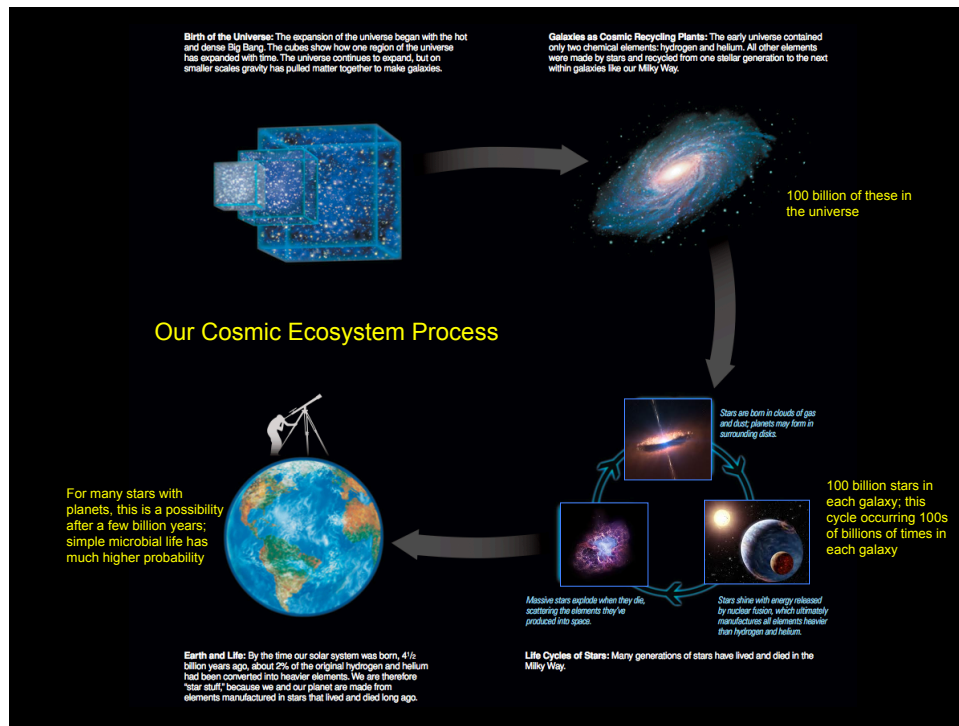 Birth of the Universe: The expansion of the universe began with the hot
and dense Big Bang. The cubes show how one region of the universe
has expanded with time. The universe continues to expand, but on
smaller scales gravity has pulled matter together to make galaxies.
Galaxies as Cosmic Recycling Plants: The early universe contained
only two chemical elements: hydrogen and helium. All other elements
were made by stars and recycled from one stellar generation to the next
within galaxies like our Milky Way.
100 billion of these in
the universe
Our Cosmic Ecosystem Process
Stars are born in clouds of gas
and dust; planets may form in
surrounding disks.
100 billion stars in
each galaxy; this
cycle occurring 100s
of billions of times in
each galaxy
For many stars with
planets, this is a possibility
after a few billion years;
simple microbial life has
much higher probability
Massive stars explode when they die,
scattering the elements they've
produced into space.
Stars shine with energy released
by nuclear fusion, which ultimately
manufactures all elements heavier
than hydrogen and helium.
Earth and Life: By the time our solar system was born, 4½
billion years ago, about 2% of the original hydrogen and helium
had been converted into heavier elements. We are therefore
"star stuff," because we and our planet are made from
elements manufactured in stars that lived and died long ago.
Life Cycles of Stars: Many generations of stars have lived and died in the
Milky Way.